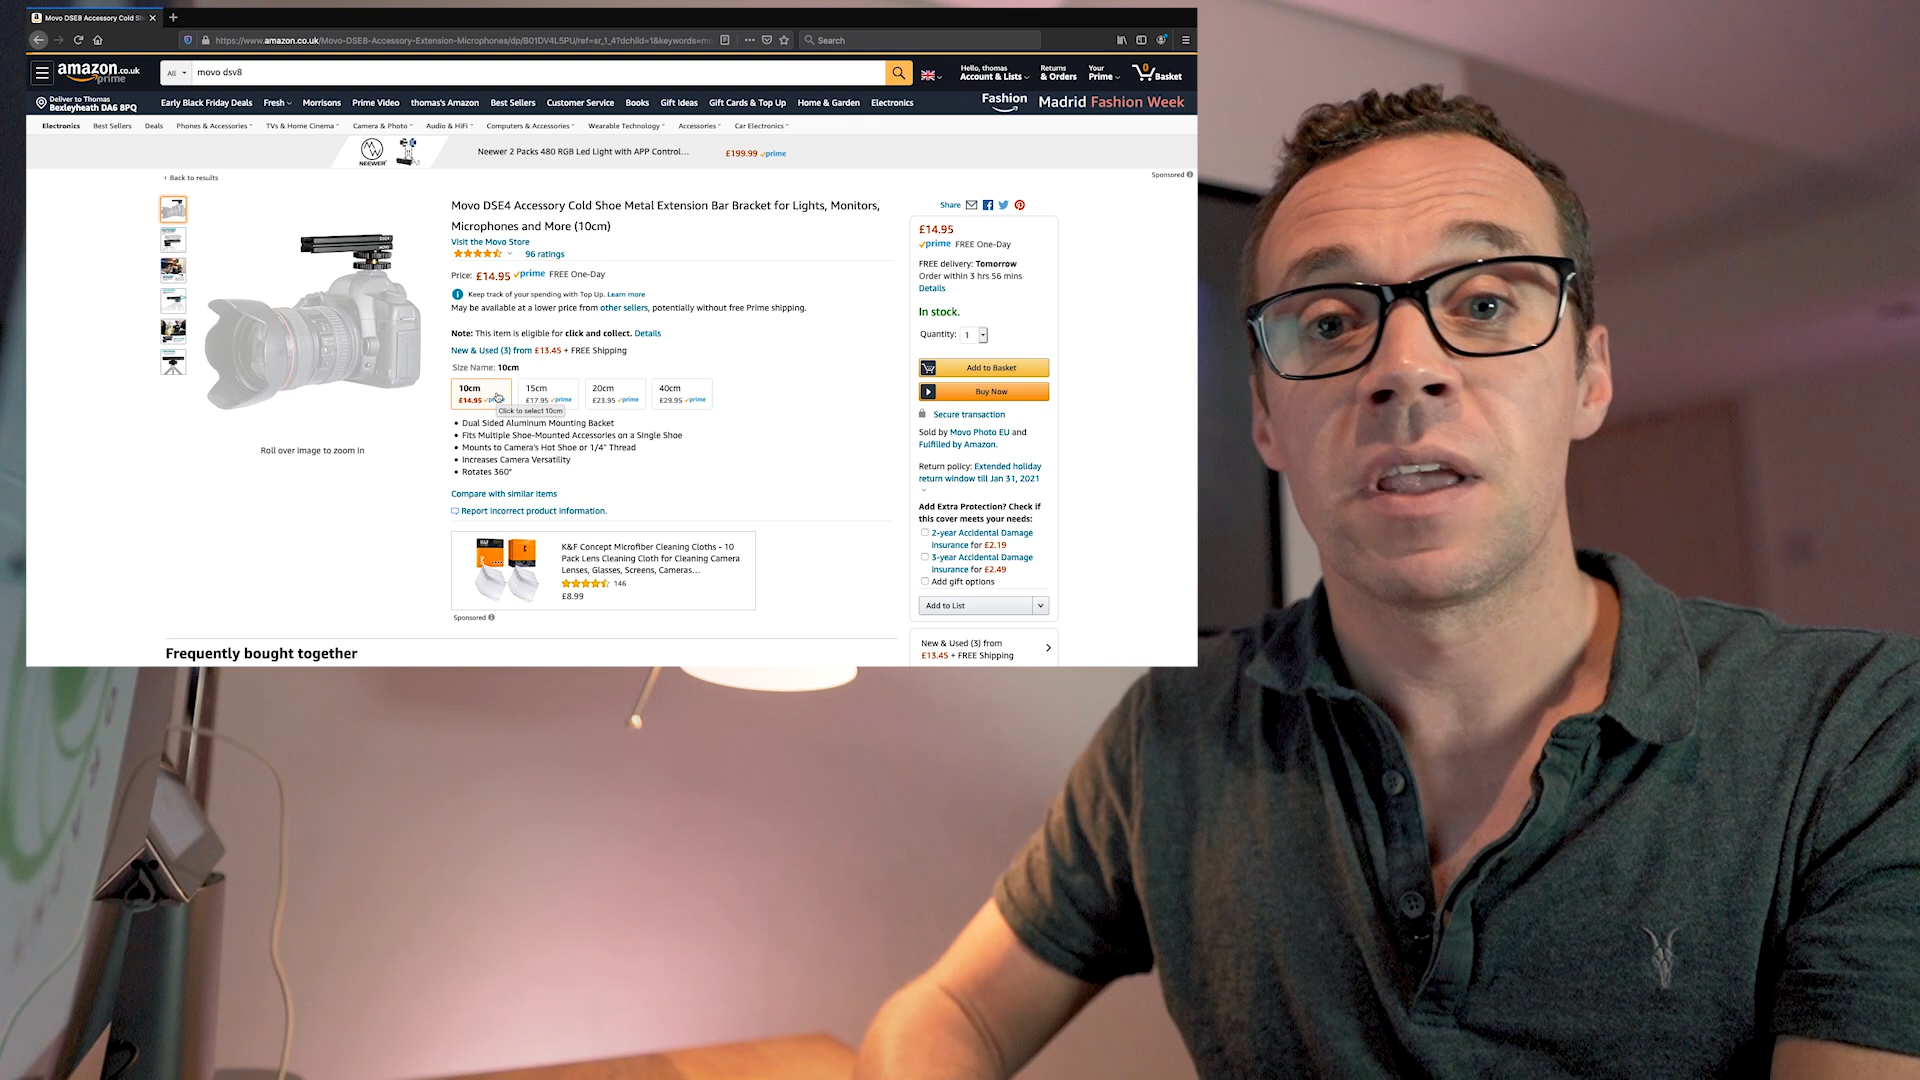 Movo DSE8 Accessory Cold Sh
https://www.amazon.co.uk/Movo-DSE8-Accessory-Extension-Microphones/dp/B01DV4L5PU/ref=sr_1_4?dchild=1&keywords=mo
Search
amazon.co.uk
prime
All
movo dsv8
Hello, thomas
Account & Lists
Returns
& Orders
Your
Prime
0
Basket
Deliver to Thomas
Bexleyheath DA6 8PQ
Early Black Friday Deals
Fresh
Morrisons
Prime Video
thomas's Amazon
Best Sellers
Customer Service
Books
Gift Ideas
Gift Cards & Top Up
Home & Garden
Electronics
Fashion
Madrid Fashion Week
Electronics
Best Sellers
Deals
Phones & Accessories
TVs & Home Cinema
Camera & Photo
Audio & HiFi
Computers & Accessories
Wearable Technology
Accessories
Car Electronics
NEEWER
Neewer 2 Packs 480 RGB Led Light with APP Control...
£199.99 prime
Sponsored
‹ Back to results
Movo DSE4 Accessory Cold Shoe Metal Extension Bar Bracket for Lights, Monitors,
Microphones and More (10cm)
Visit the Movo Store
96 ratings
Price: £14.95 prime FREE One-Day
Keep track of your spending with Top Up. Learn more
May be available at a lower price from other sellers, potentially without free Prime shipping.
Note: This item is eligible for click and collect. Details
New & Used (3) from £13.45 + FREE Shipping
Size Name: 10cm
10cm
£14.95
15cm
£17.95 prime
20cm
£23.95 prime
40cm
£29.95 prime
Click to select 10cm
• Dual Sided Aluminum Mounting Backet
• Fits Multiple Shoe-Mounted Accessories on a Single Shoe
• Mounts to Camera's Hot Shoe or 1/4" Thread
• Increases Camera Versatility
• Rotates 360°
Roll over image to zoom in
Compare with similar items
Report incorrect product information.
K&F Concept Microfiber Cleaning Cloths - 10
Pack Lens Cleaning Cloth for Cleaning Camera
Lenses, Glasses, Screens, Cameras...
146
£8.99
Sponsored
Frequently bought together
Share
£14.95
prime FREE One-Day
FREE delivery: Tomorrow
Order within 3 hrs 56 mins
Details
In stock.
Quantity: 1
Add to Basket
Buy Now
Secure transaction
Sold by Movo Photo EU and
Fulfilled by Amazon.
Return policy: Extended holiday
return window till Jan 31, 2021
Add Extra Protection? Check if
this cover meets your needs:
2-year Accidental Damage
insurance for £2.19
3-year Accidental Damage
insurance for £2.49
Add gift options
Add to List
New & Used (3) from
£13.45 + FREE Shipping